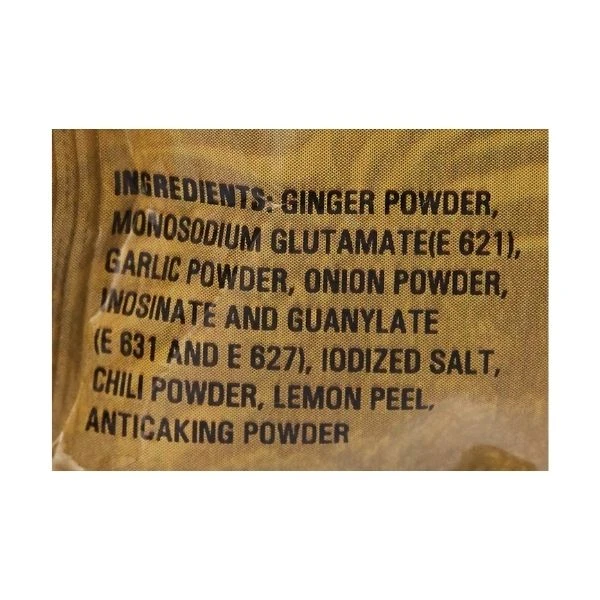 INGREDIENTS: GINGER POWDER,
MONOSODIUM GLUTAMATE(E 621),
GARLIC POWDER, ONION POWDER,
INOSINATE AND GUANYLATE
(E 631 AND E 627), IODIZED SALT,
CHILI POWDER, LEMON PEEL,
ANTICAKING POWDER